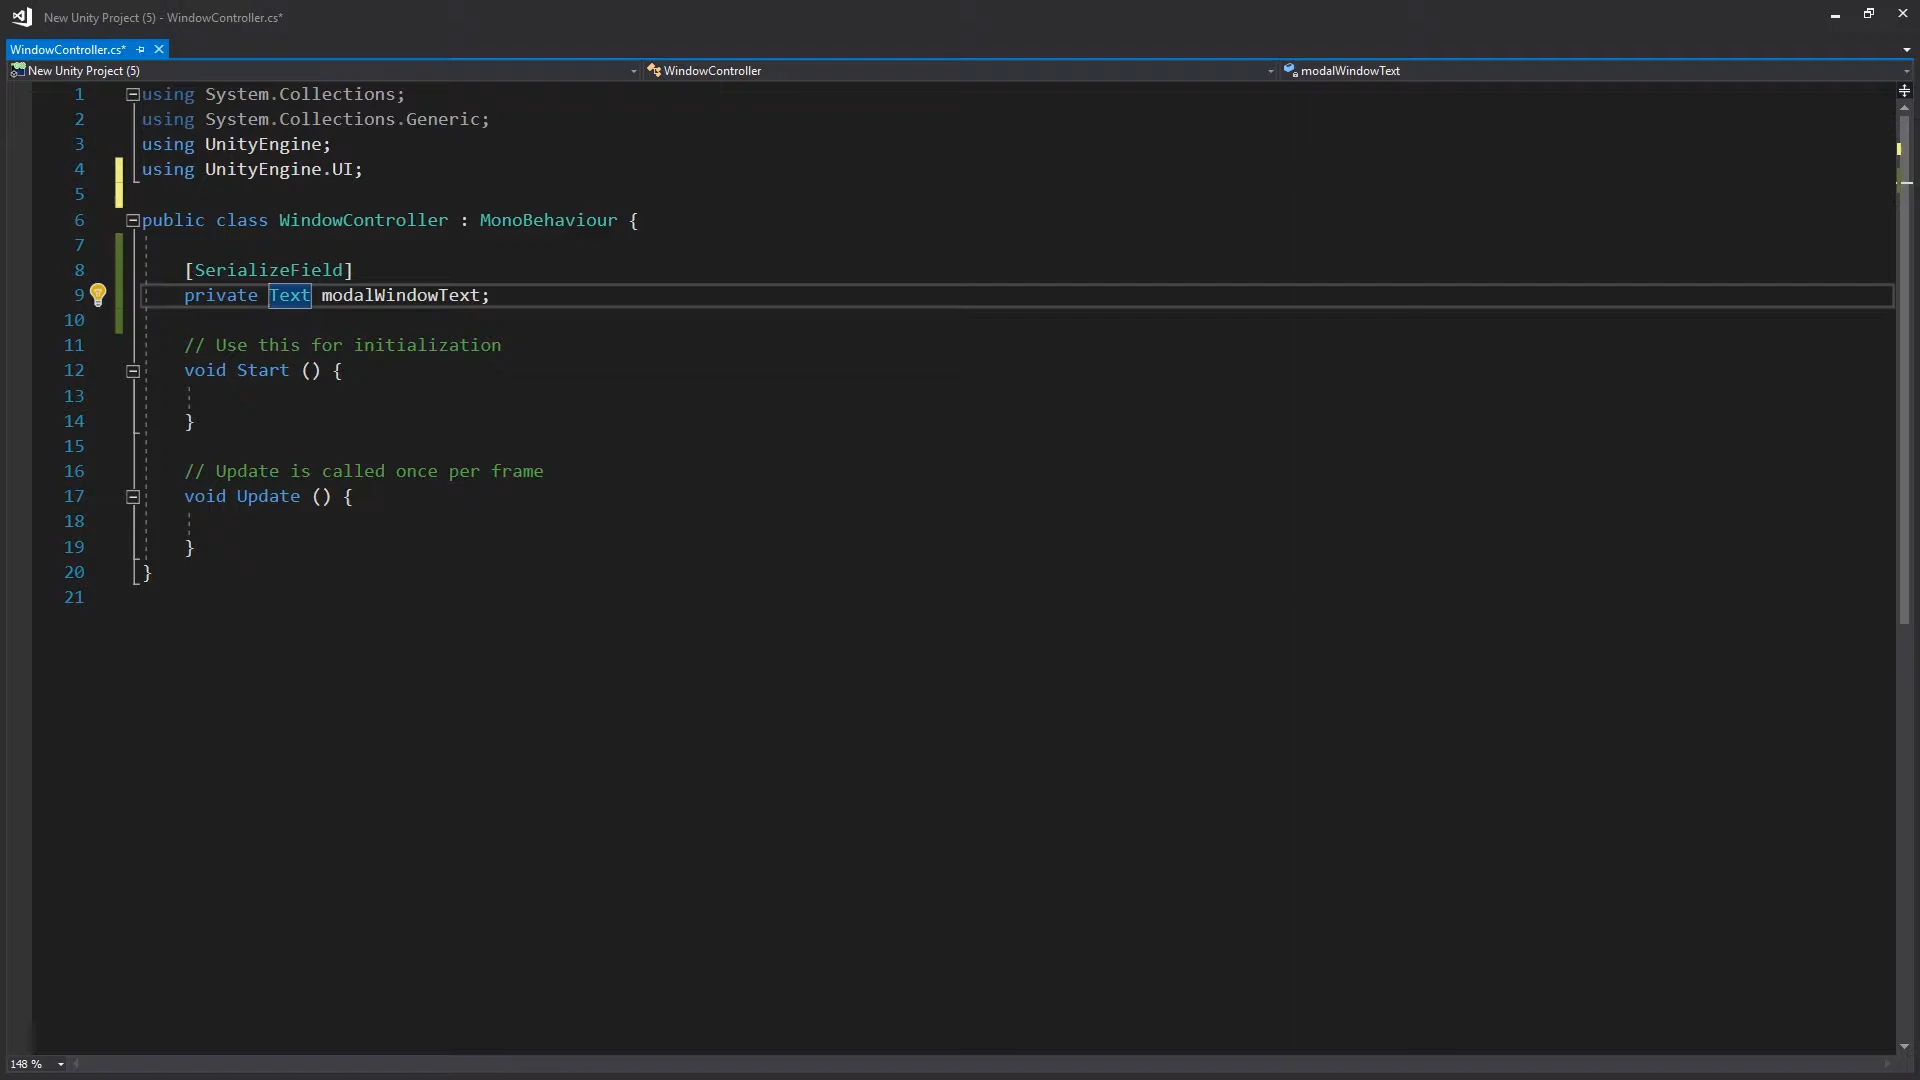 New Unity Project (5) - WindowController.cs*
WindowController.cs*
New Unity Project (5) WindowController modalWindowText
1 using System.Collections;
2 using System.Collections.Generic;
3 using UnityEngine;
4 using UnityEngine.UI;
5
6 public class WindowController : MonoBehaviour {
7
8 [SerializeField]
9 private Text modalWindowText;
10
11 // Use this for initialization
12 void Start () {
13
14 }
15
16 // Update is called once per frame
17 void Update () {
18
19 }
20 }
21
148 %